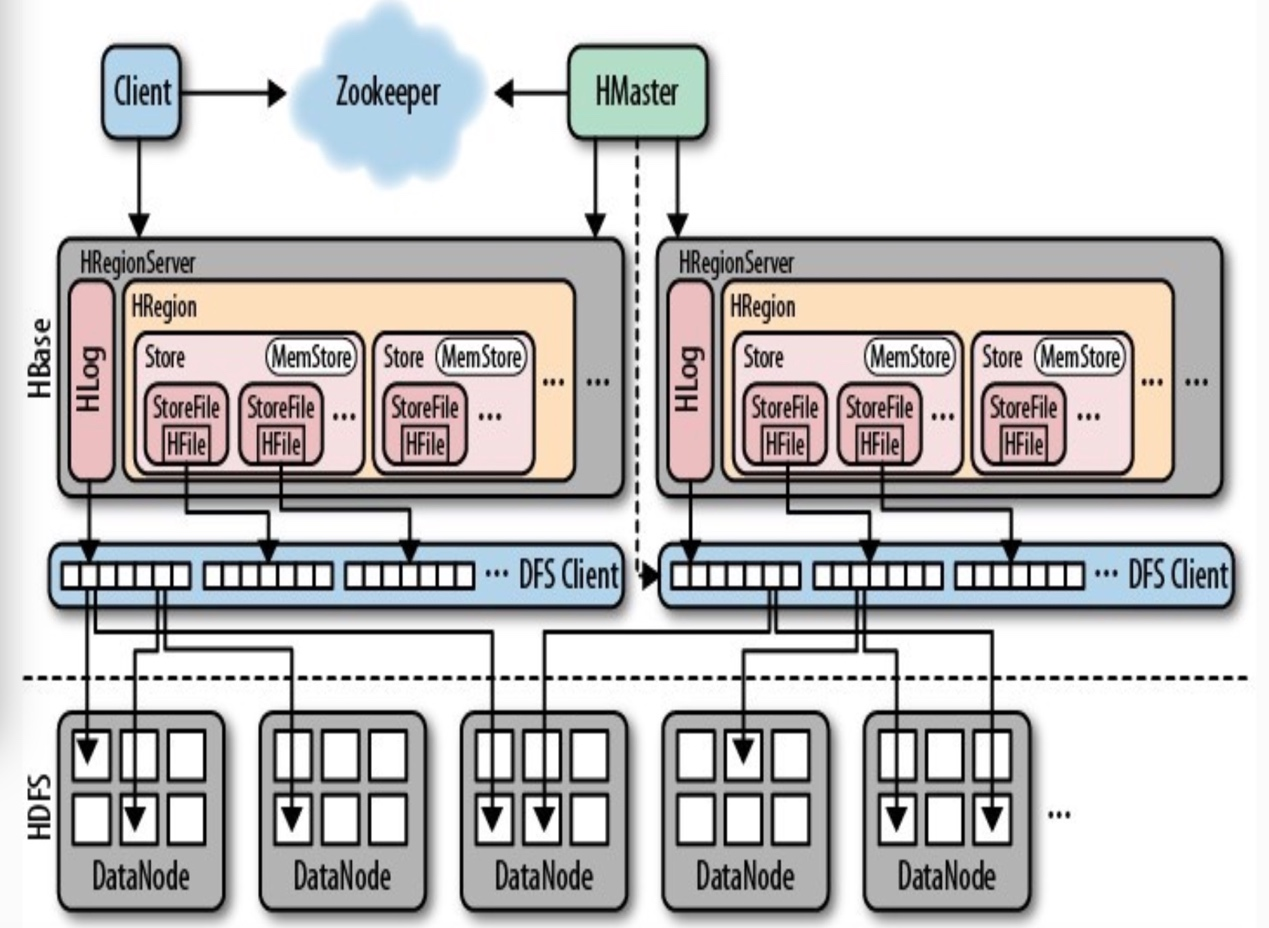 Client
Zookeeper
HMaster
HBase
HRegionServer
HLog
HRegion
Store
MemStore
StoreFile
HFile
StoreFile
HFile
...
Store
MemStore
StoreFile
HFile
...
...
...
HRegionServer
HLog
HRegion
Store
MemStore
StoreFile
HFile
StoreFile
HFile
...
Store
MemStore
StoreFile
HFile
...
...
...
... DFS Client
... DFS Client
HDFS
DataNode
DataNode
DataNode
DataNode
DataNode
...